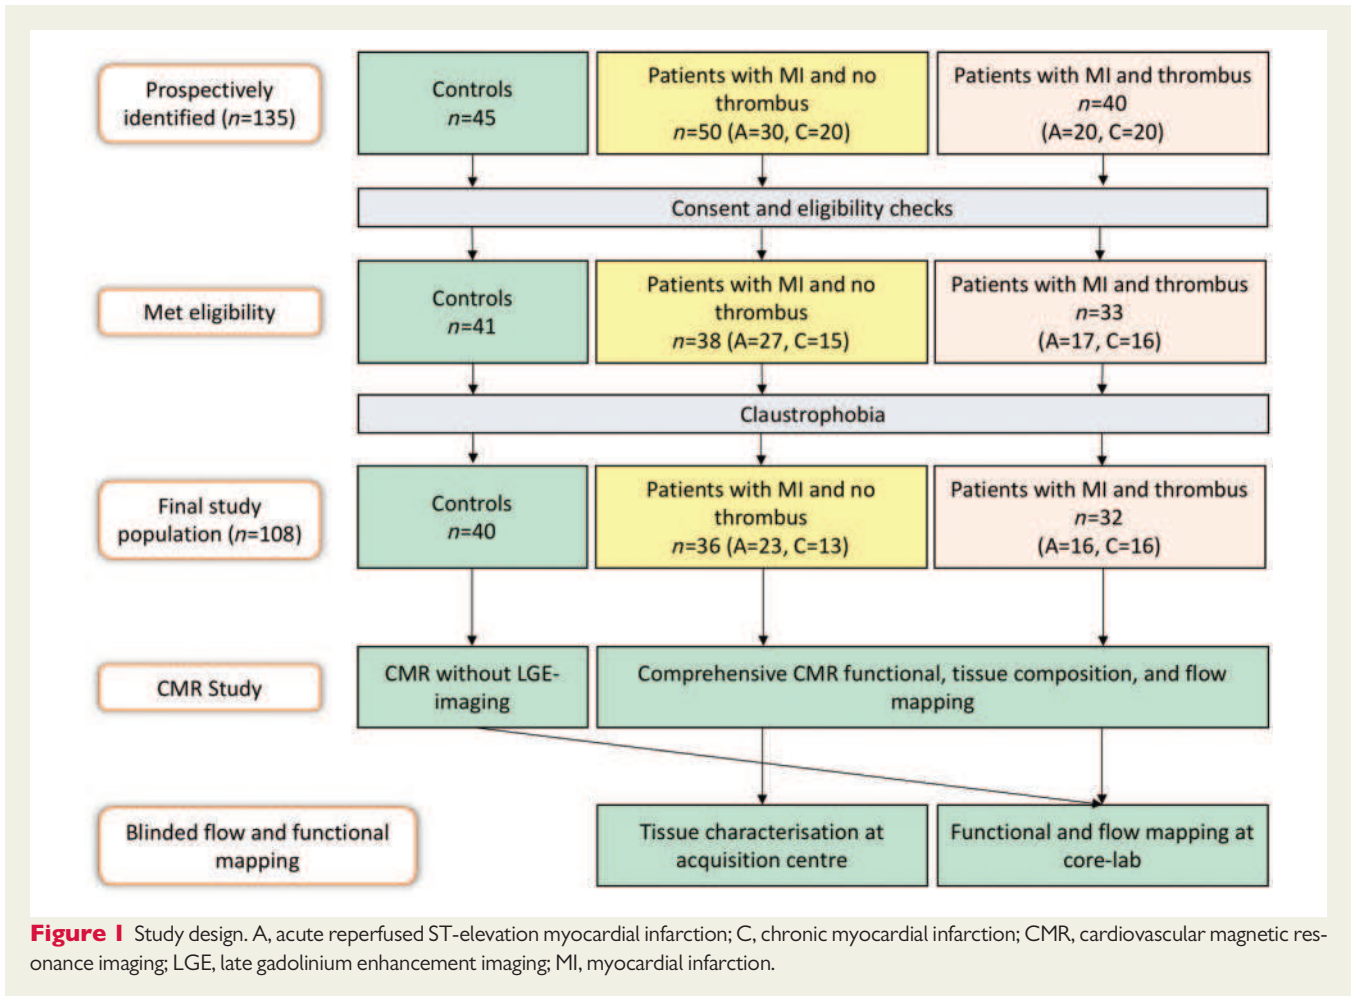 Prospectively
identified (n=135)
Controls
n=45
Patients with MI and no
thrombus
n=50 (A=30, C=20)
Patients with MI and thrombus
n=40
(A=20, C=20)
Consent and eligibility checks
Met eligibility
Controls
n=41
Patients with MI and no
thrombus
n=38 (A=27, C=15)
Patients with MI and thrombus
n=33
(A=17, C=16)
Claustrophobia
Final study
population (n=108)
Controls
n=40
Patients with MI and no
thrombus
n=36 (A=23, C=13)
Patients with MI and thrombus
n=32
(A=16, C=16)
CMR Study
CMR without LGE-
imaging
Comprehensive CMR functional, tissue composition, and flow
mapping
Blinded flow and functional
mapping
Tissue characterisation at
acquisition centre
Functional and flow mapping at
core-lab
Figure 1 Study design. A, acute reperfused ST-elevation myocardial infarction; C, chronic myocardial infarction; CMR, cardiovascular magnetic res-
onance imaging; LGE, late gadolinium enhancement imaging; MI, myocardial infarction.